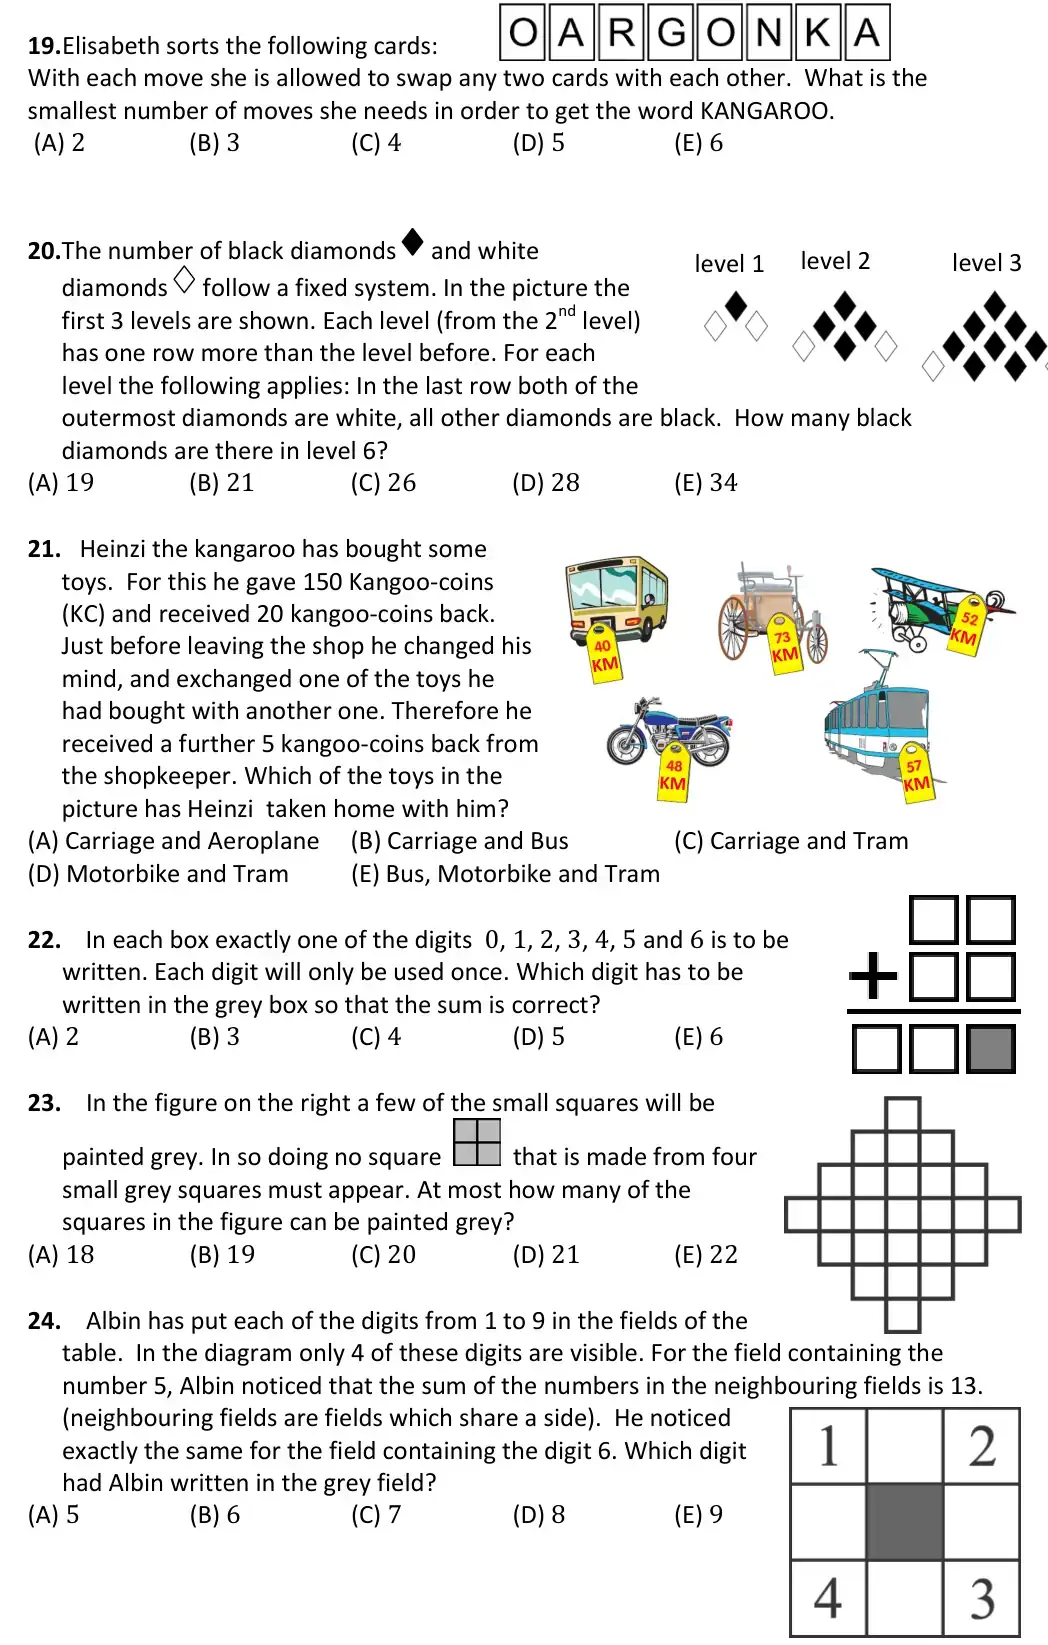 O A R G O N K A
19.Elisabeth sorts the following cards:
With each move she is allowed to swap any two cards with each other. What is the
smallest number of moves she needs in order to get the word KANGAROO.
(A) 2 (B) 3 (C) 4 (D) 5 (E) 6
20.The number of black diamonds and white
diamonds follow a fixed system. In the picture the
first 3 levels are shown. Each level (from the 2nd level)
has one row more than the level before. For each
level the following applies: In the last row both of the
outermost diamonds are white, all other diamonds are black. How many black
diamonds are there in level 6?
level 1 level 2 level 3
(A) 19 (B) 21 (C) 26 (D) 28 (E) 34
21. Heinzi the kangaroo has bought some
toys. For this he gave 150 Kangoo-coins
(KC) and received 20 kangoo-coins back.
Just before leaving the shop he changed his
mind, and exchanged one of the toys he
had bought with another one. Therefore he
received a further 5 kangoo-coins back from
the shopkeeper. Which of the toys in the
picture has Heinzi taken home with him?
40
KM
73
KM
52
KM
48
KM
57
KM
(A) Carriage and Aeroplane (B) Carriage and Bus (C) Carriage and Tram
(D) Motorbike and Tram (E) Bus, Motorbike and Tram
22. In each box exactly one of the digits 0, 1, 2, 3, 4, 5 and 6 is to be
written. Each digit will only be used once. Which digit has to be
written in the grey box so that the sum is correct?
(A) 2 (B) 3 (C) 4 (D) 5 (E) 6
+
23. In the figure on the right a few of the small squares will be
painted grey. In so doing no square that is made from four
small grey squares must appear. At most how many of the
squares in the figure can be painted grey?
(A) 18 (B) 19 (C) 20 (D) 21 (E) 22
24. Albin has put each of the digits from 1 to 9 in the fields of the
table. In the diagram only 4 of these digits are visible. For the field containing the
number 5, Albin noticed that the sum of the numbers in the neighbouring fields is 13.
(neighbouring fields are fields which share a side). He noticed
exactly the same for the field containing the digit 6. Which digit
had Albin written in the grey field?
(A) 5 (B) 6 (C) 7 (D) 8 (E) 9
1 2
4 3